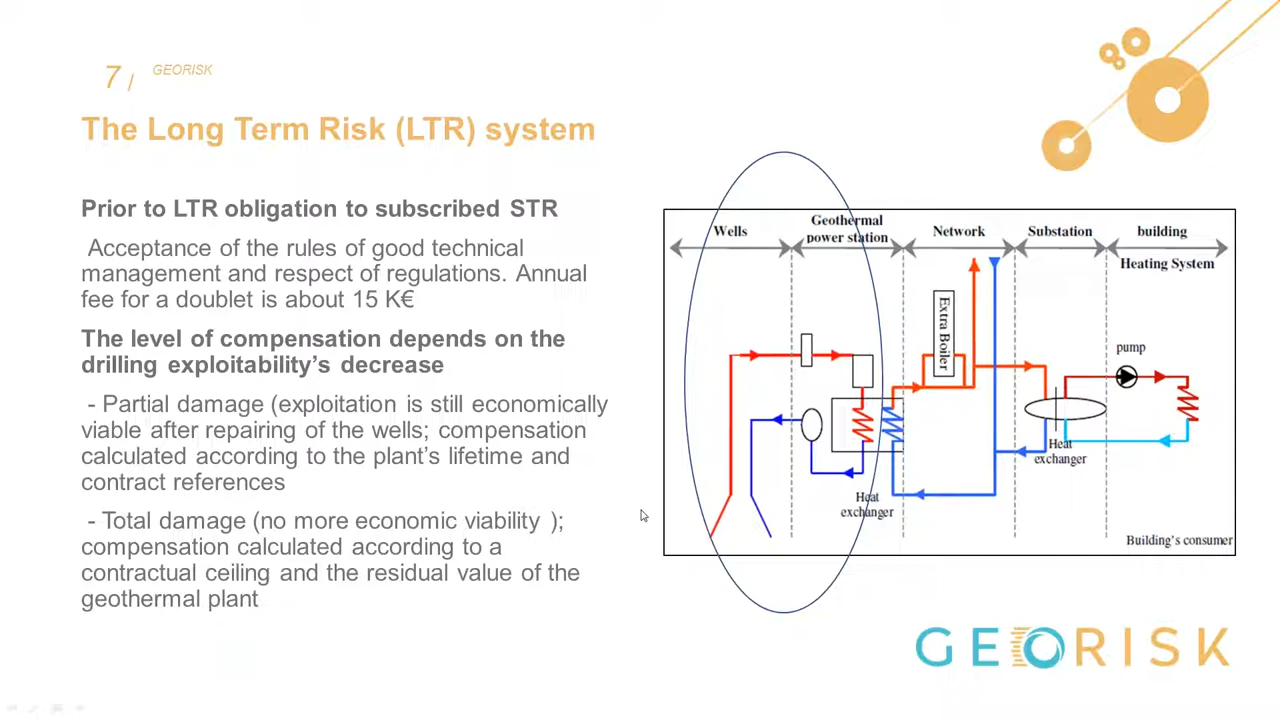 7 /
GEORISK
The Long Term Risk (LTR) system
Prior to LTR obligation to subscribed STR
Acceptance of the rules of good technical
management and respect of regulations. Annual
fee for a doublet is about 15 K€
The level of compensation depends on the
drilling exploitability’s decrease
- Partial damage (exploitation is still economically
viable after repairing of the wells; compensation
calculated according to the plant’s lifetime and
contract references
- Total damage (no more economic viability );
compensation calculated according to a
contractual ceiling and the residual value of the
geothermal plant
Wells
Geothermal
power station
Network
Substation
building
Heating System
Extra Boiler
pump
Heat
exchanger
Heat
exchanger
Building's consumer
GEORISK